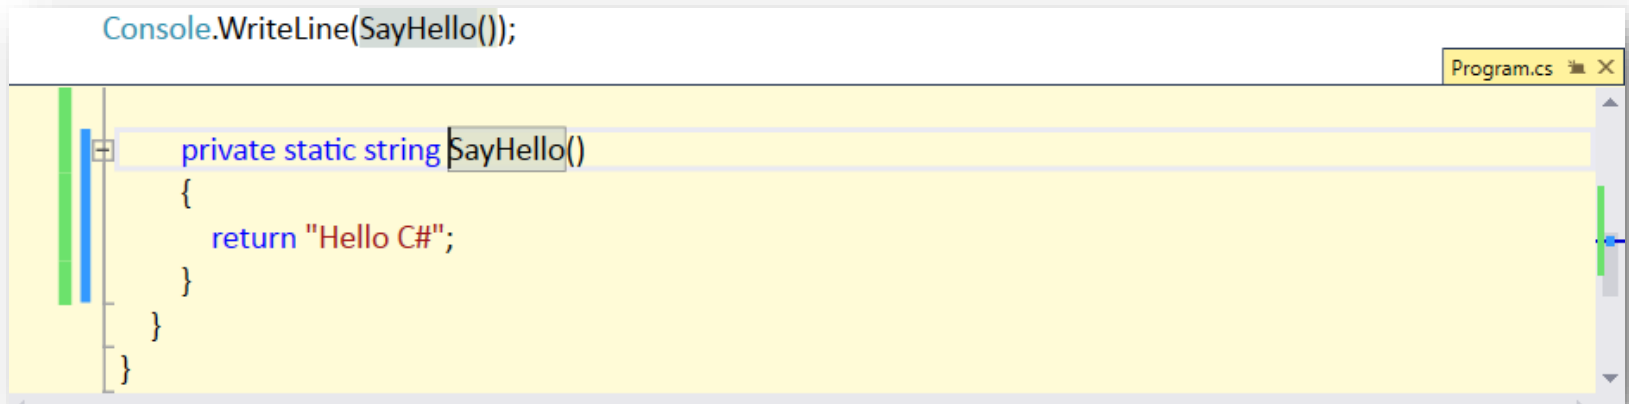 Console.WriteLine(SayHello());
Program.cs
private static string SayHello()
{
return "Hello C#";
}
}
}